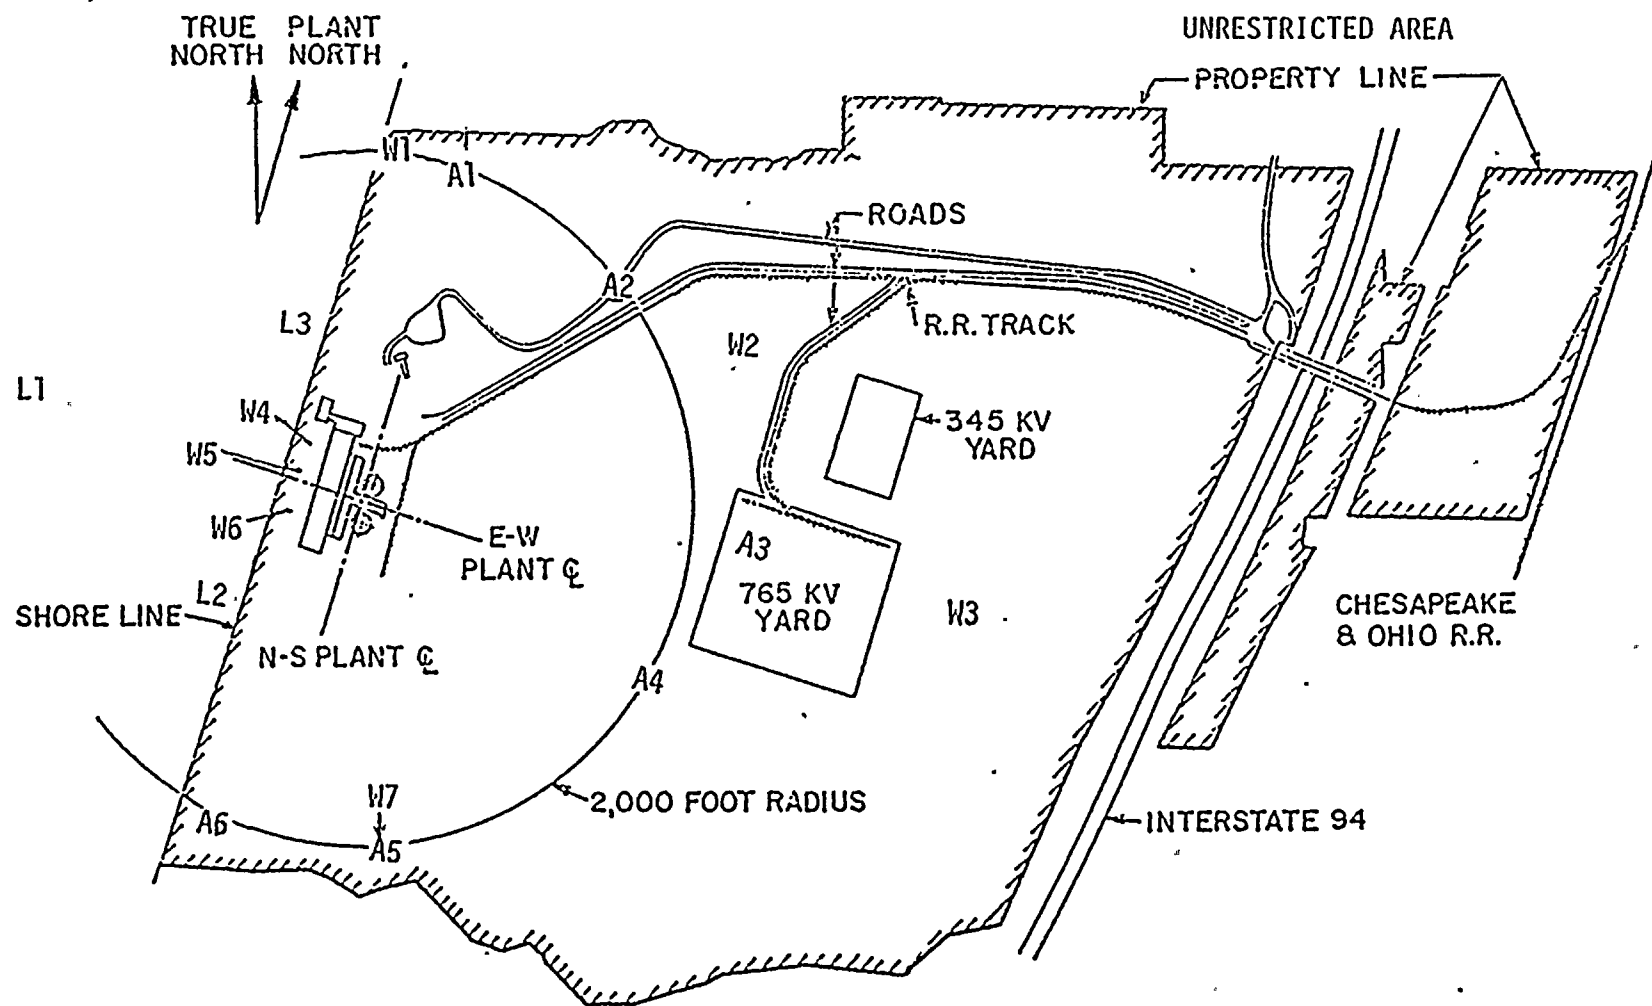 TRUE PLANT
NORTH NORTH
UNRESTRICTED AREA
PROPERTY LINE
W1
A1
ROADS
A2
L3
R.R. TRACK
W2
L1
W4
345 KV
YARD
W5
W6
E-W
PLANT ℄
A3
L2
765 KV
YARD
W3
SHORE LINE
CHESAPEAKE
& OHIO R.R.
N-S PLANT ℄
A4
W7
2,000 FOOT RADIUS
A6
INTERSTATE 94
A5